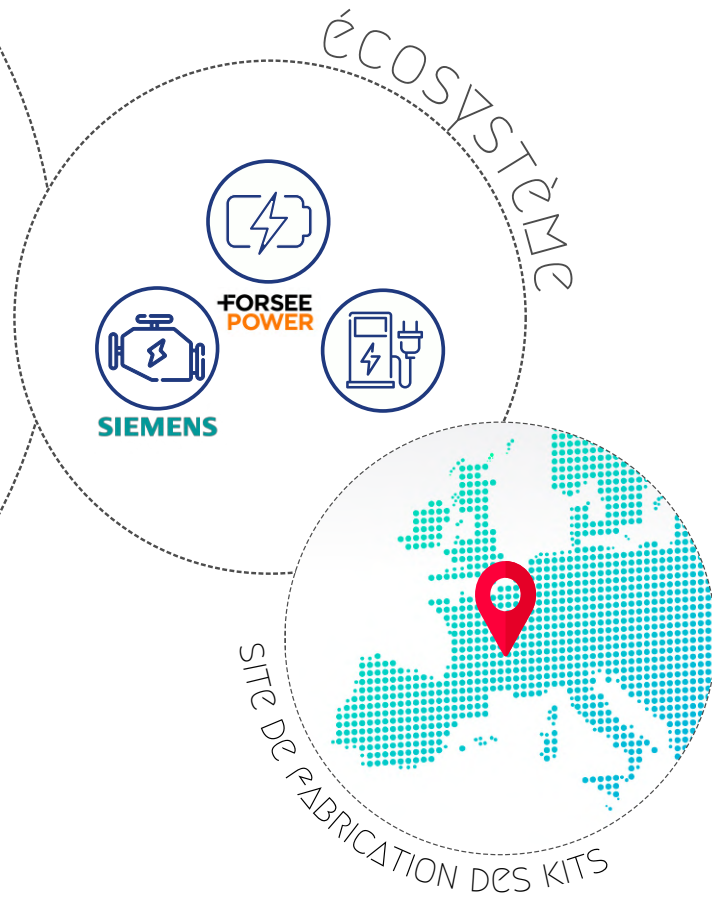 éCOSYSTÈMe
FORSEE
POWER
SIEMENS
SITe De FABRICATION DeS KITS